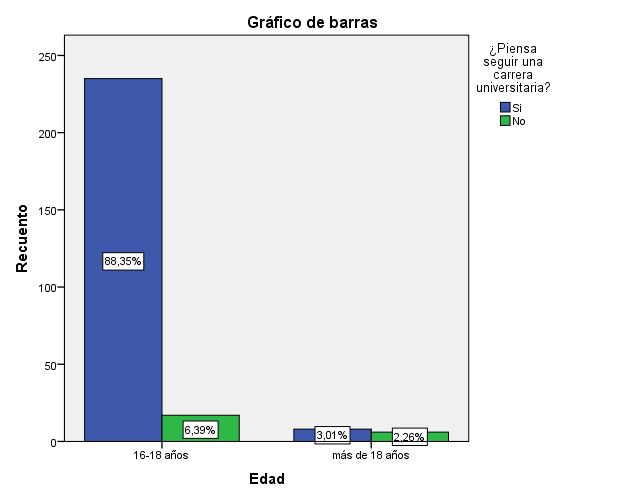 Gráfico de barras
¿Piensa
seguir una
carrera
universitaria?
Si
No
Recuento
250
200
150
100
50
0
88,35%
6,39%
3,01%
2,26%
16-18 años
más de 18 años
Edad